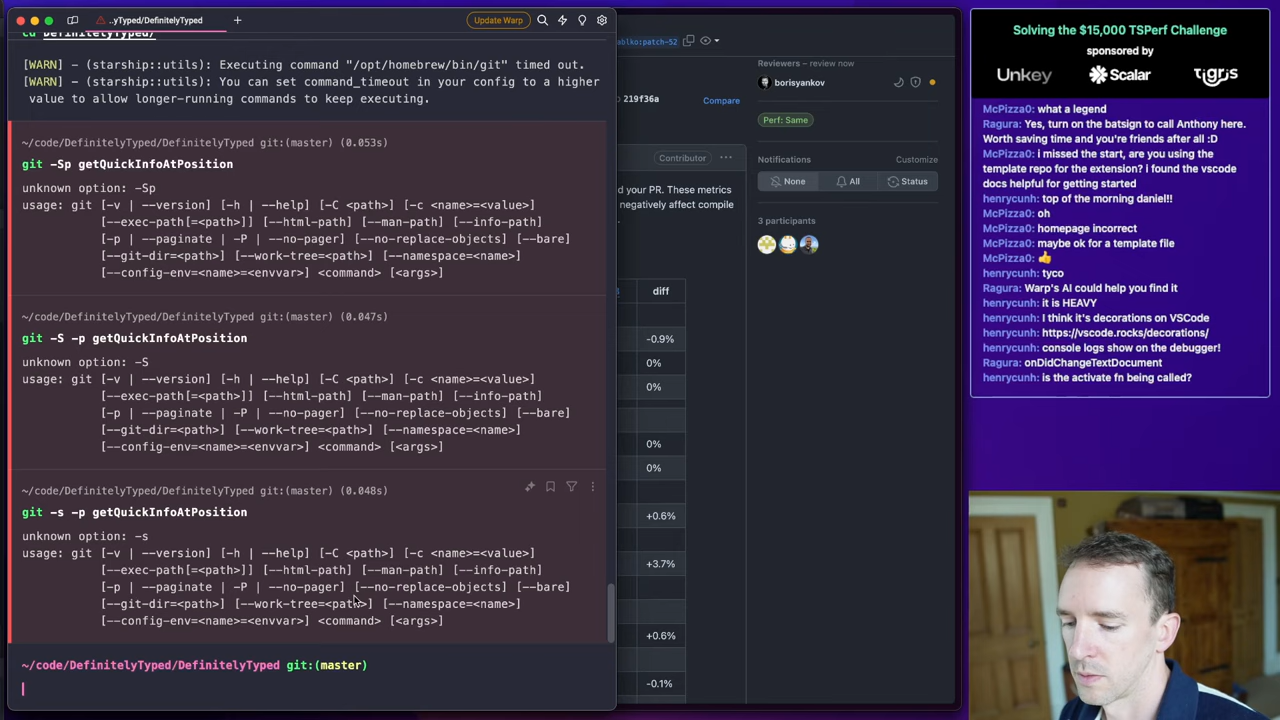 ..yTyped/DefinitelyTyped
Update Warp
cd DefinitelyTyped/
[WARN] - (starship::utils): Executing command "/opt/homebrew/bin/git" timed out.
[WARN] - (starship::utils): You can set command_timeout in your config to a higher
value to allow longer-running commands to keep executing.
~/code/DefinitelyTyped/DefinitelyTyped git:(master) (0.053s)
git -Sp getQuickInfoAtPosition
unknown option: -Sp
usage: git [-v | --version] [-h | --help] [-C <path>] [-c <name>=<value>]
[--exec-path[=<path>]] [--html-path] [--man-path] [--info-path]
[-p | --paginate | -P | --no-pager] [--no-replace-objects] [--bare]
[--git-dir=<path>] [--work-tree=<path>] [--namespace=<name>]
[--config-env=<name>=<envvar>] <command> [<args>]
~/code/DefinitelyTyped/DefinitelyTyped git:(master) (0.047s)
git -S -p getQuickInfoAtPosition
unknown option: -S
usage: git [-v | --version] [-h | --help] [-C <path>] [-c <name>=<value>]
[--exec-path[=<path>]] [--html-path] [--man-path] [--info-path]
[-p | --paginate | -P | --no-pager] [--no-replace-objects] [--bare]
[--git-dir=<path>] [--work-tree=<path>] [--namespace=<name>]
[--config-env=<name>=<envvar>] <command> [<args>]
~/code/DefinitelyTyped/DefinitelyTyped git:(master) (0.048s)
git -s -p getQuickInfoAtPosition
unknown option: -s
usage: git [-v | --version] [-h | --help] [-C <path>] [-c <name>=<value>]
[--exec-path[=<path>]] [--html-path] [--man-path] [--info-path]
[-p | --paginate | -P | --no-pager] [--no-replace-objects] [--bare]
[--git-dir=<path>] [--work-tree=<path>] [--namespace=<name>]
[--config-env=<name>=<envvar>] <command> [<args>]
~/code/DefinitelyTyped/DefinitelyTyped git:(master)
ablko:patch-52
219f36a
Compare
Contributor
d your PR. These metrics
negatively affect compile
diff
-0.9%
0%
0%
0%
0%
+0.6%
+3.7%
+0.6%
-0.1%
Reviewers – review now
borisyankov
Perf: Same
Notifications
Customize
None
All
Status
3 participants
Solving the $15,000 TSPerf Challenge
sponsored by
Unkey
Scalar
tigris
McPizza0: what a legend
Ragura: Yes, turn on the batsign to call Anthony here.
Worth saving time and you're friends after all :D
McPizza0: i missed the start, are you using the
template repo for the extension? i found the vscode
docs helpful for getting started
henrycunh: top of the morning daniel!!
McPizza0: oh
McPizza0: homepage incorrect
McPizza0: maybe ok for a template file
McPizza0: 👍
henrycunh: tyco
Ragura: Warp's AI could help you find it
henrycunh: it is HEAVY
henrycunh: I think it's decorations on VSCode
henrycunh: https://vscode.rocks/decorations/
henrycunh: console logs show on the debugger!
Ragura: onDidChangeTextDocument
henrycunh: is the activate fn being called?